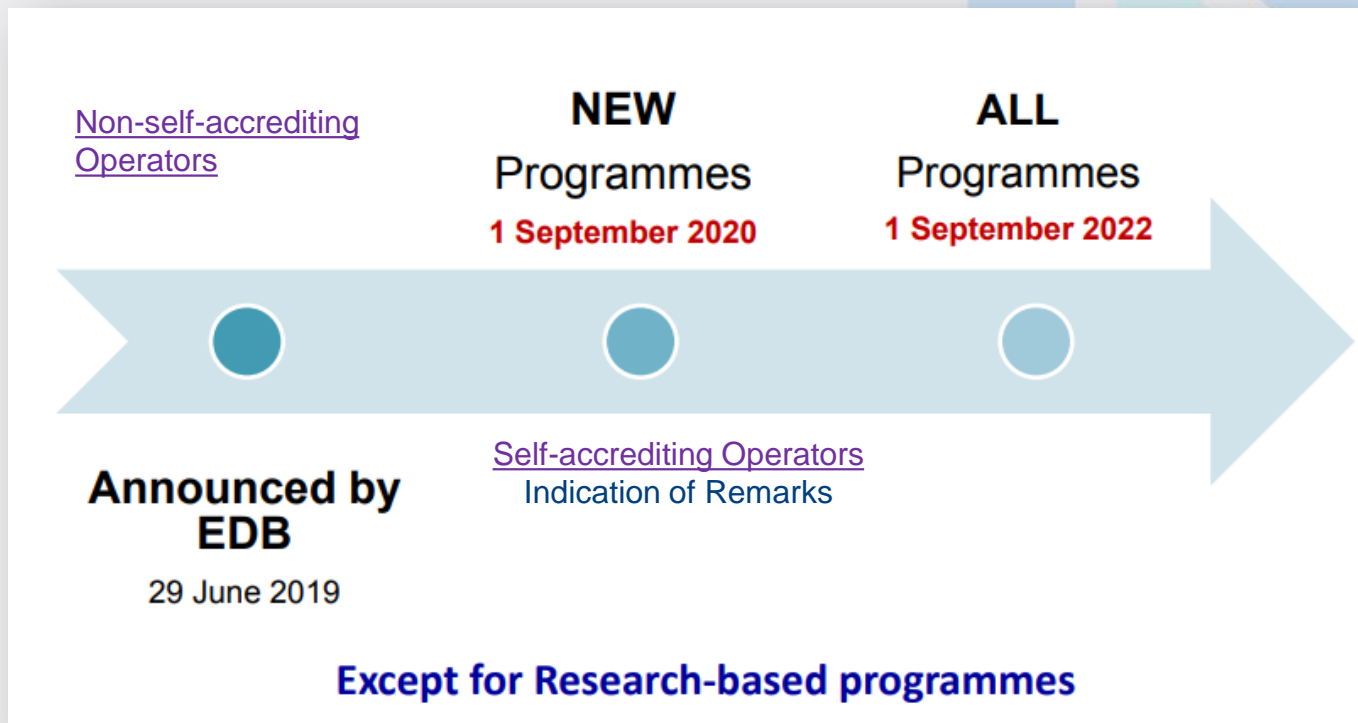 Non-self-accrediting
Operators
NEW
Programmes
1 September 2020
ALL
Programmes
1 September 2022
Announced by
EDB
29 June 2019
Self-accrediting Operators
Indication of Remarks
Except for Research-based programmes